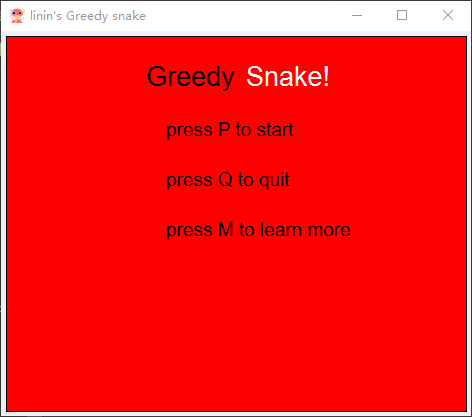 linin's Greedy snake
Greedy Snake!
press P to start
press Q to quit
press M to learn more